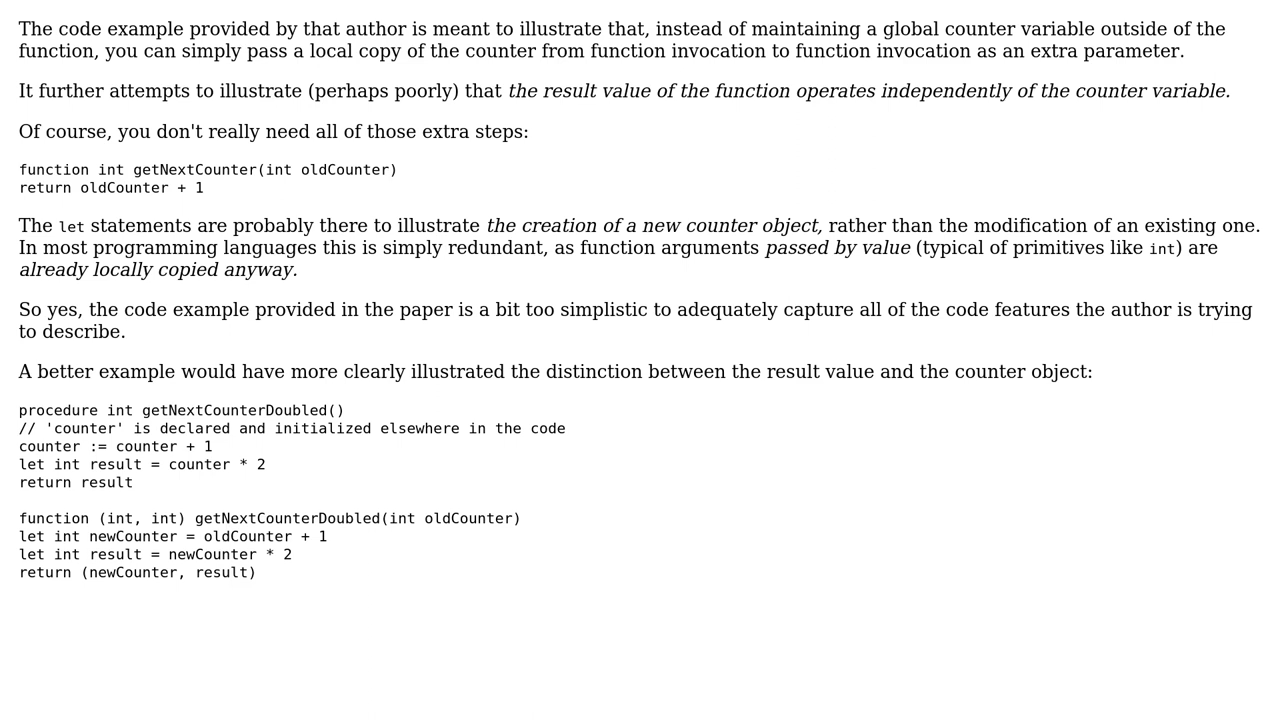 The code example provided by that author is meant to illustrate that, instead of maintaining a global counter variable outside of the
function, you can simply pass a local copy of the counter from function invocation to function invocation as an extra parameter.
It further attempts to illustrate (perhaps poorly) that the result value of the function operates independently of the counter variable.
Of course, you don't really need all of those extra steps:
function int getNextCounter(int oldCounter)
return oldCounter + 1
The let statements are probably there to illustrate the creation of a new counter object, rather than the modification of an existing one.
In most programming languages this is simply redundant, as function arguments passed by value (typical of primitives like int) are
already locally copied anyway.
So yes, the code example provided in the paper is a bit too simplistic to adequately capture all of the code features the author is trying
to describe.
A better example would have more clearly illustrated the distinction between the result value and the counter object:
procedure int getNextCounterDoubled()
// 'counter' is declared and initialized elsewhere in the code
counter := counter + 1
let int result = counter * 2
return result
function (int, int) getNextCounterDoubled(int oldCounter)
let int newCounter = oldCounter + 1
let int result = newCounter * 2
return (newCounter, result)